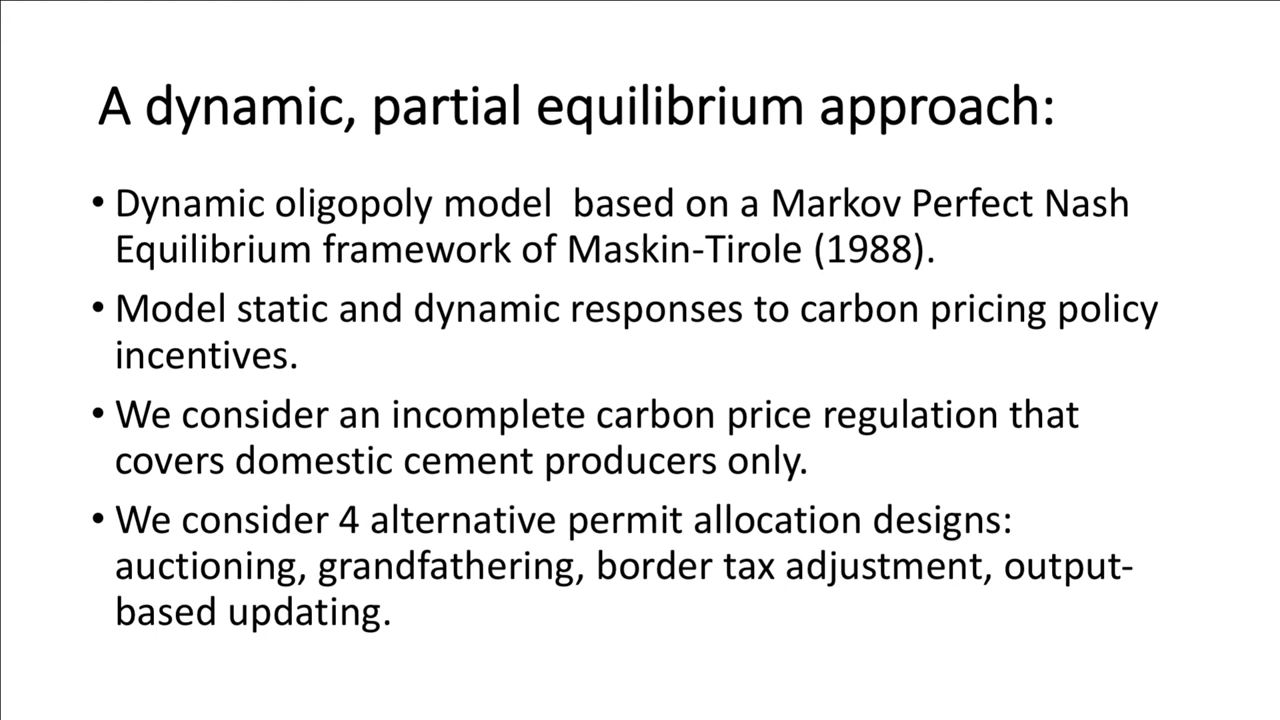 A dynamic, partial equilibrium approach:
• Dynamic oligopoly model  based on a Markov Perfect Nash
Equilibrium framework of Maskin-Tirole (1988).
• Model static and dynamic responses to carbon pricing policy
incentives.
• We consider an incomplete carbon price regulation that
covers domestic cement producers only.
• We consider 4 alternative permit allocation designs:
auctioning, grandfathering, border tax adjustment, output-
based updating.